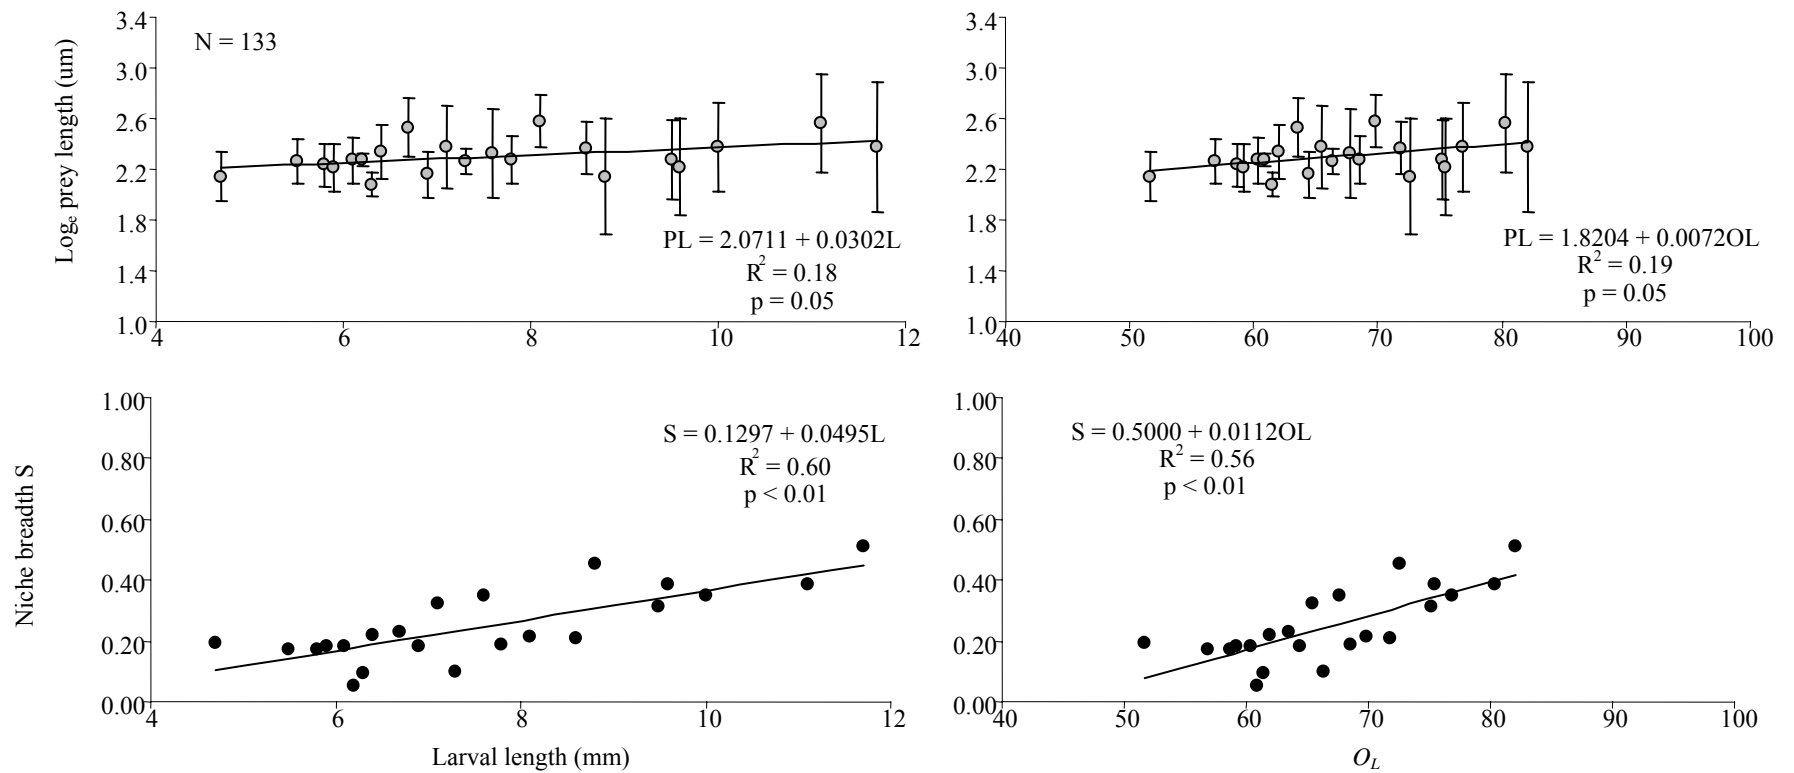 Logₑ prey length (um)
3.4
3.0
2.6
2.2
1.8
1.4
1.0
N = 133
PL = 2.0711 + 0.0302L
R² = 0.18
p = 0.05
4 6 8 10 12
3.4
3.0
2.6
2.2
1.8
1.4
1.0
PL = 1.8204 + 0.0072OL
R² = 0.19
p = 0.05
40 50 60 70 80 90 100
Niche breadth S
1.00
0.80
0.60
0.40
0.20
0.00
S = 0.1297 + 0.0495L
R² = 0.60
p < 0.01
4 6 8 10 12
Larval length (mm)
1.00
0.80
0.60
0.40
0.20
0.00
S = 0.5000 + 0.0112OL
R² = 0.56
p < 0.01
40 50 60 70 80 90 100
O_L